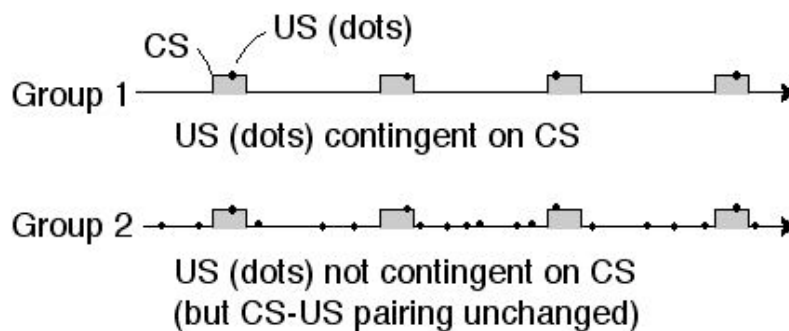 US (dots)
CS
Group 1
US (dots) contingent on CS
Group 2
US (dots) not contingent on CS
(but CS-US pairing unchanged)